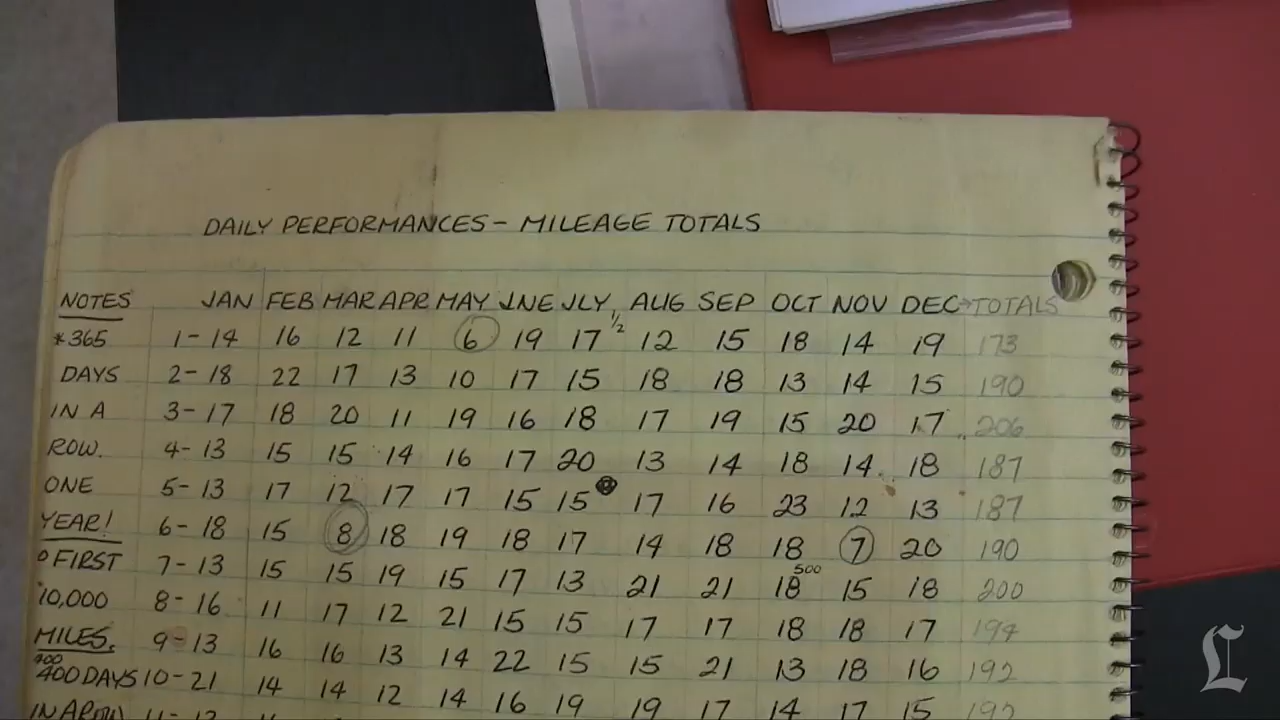 DAILY PERFORMANCES - MILEAGE TOTALS
NOTES JAN FEB MAR APR MAY JNE JLY AUG SEP OCT NOV DEC → TOTALS
*365 1-14 16 12 11 6 19 17 1/2 12 15 18 14 19 173
DAYS 2-18 22 17 13 10 17 15 18 18 13 14 15 190
IN A 3-17 18 20 11 19 16 18 17 19 15 20 17 206
ROW. 4-13 15 15 14 16 17 20 13 14 18 14 18 187
ONE 5-13 17 12 17 17 15 15 17 16 23 12 13 187
YEAR! 6-18 15 8 18 19 18 17 14 18 18 7 20 190
° FIRST 7-13 15 15 19 15 17 13 21 21 18 500 15 18 200
10,000 8-16 11 17 12 21 15 15 17 17 18 18 17 194
MILES. 9-13 16 16 13 14 22 15 15 21 13 18 16 192
400 DAYS 10-21 14 14 12 14 16 19 19 17 14 17 15 192
L